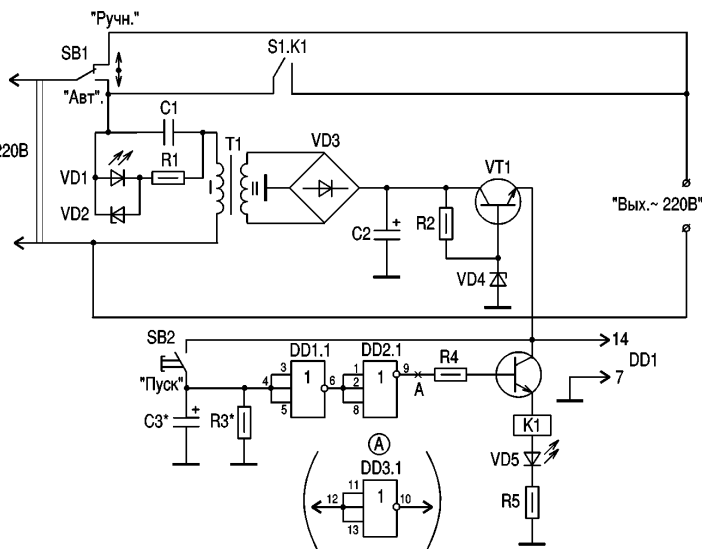 "Ручн."
SB1
S1.K1
"Авт".
C1
220В
R1
T1
VD3
VD1
VD2
I
II
VT1
C2
+
R2
VD4
"Вых.~ 220В"
SB2
"Пуск"
DD1.1
DD2.1
14
DD1
7
3
4
5
1
6
1
2
8
1
9
A
R4
C3*
+
R3*
K1
VD5
R5
A
DD3.1
11
12
13
1
10